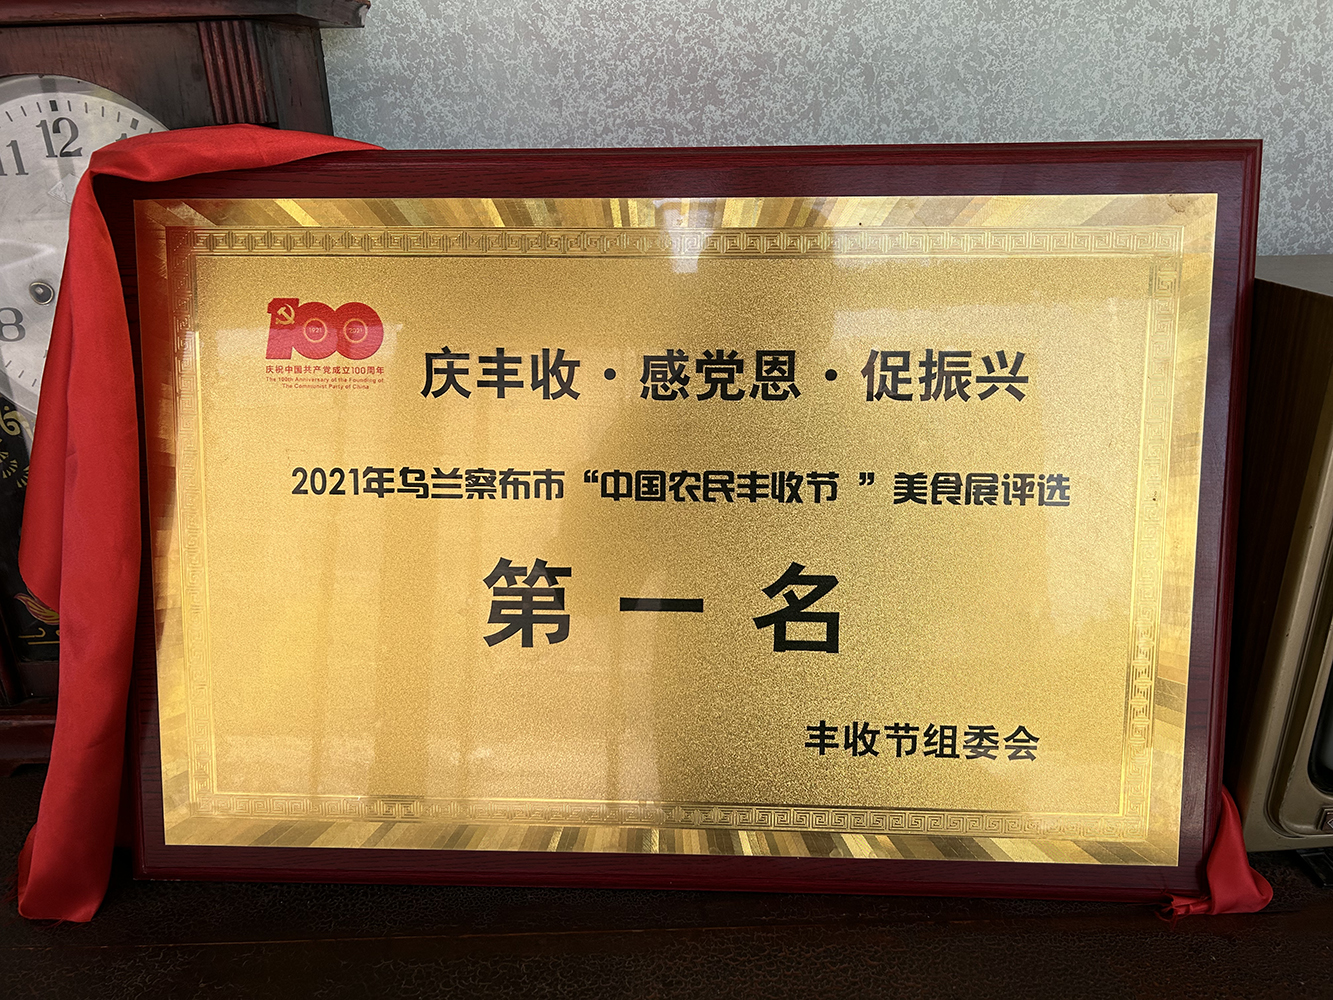 12
11
8
100
1921
2021
庆祝中国共产党成立100周年
The 100th Anniversary of the Founding of
The Communist Party of China
庆丰收·感党恩·促振兴
2021年乌兰察布市“中国农民丰收节 ”美食展评选
第一名
丰收节组委会